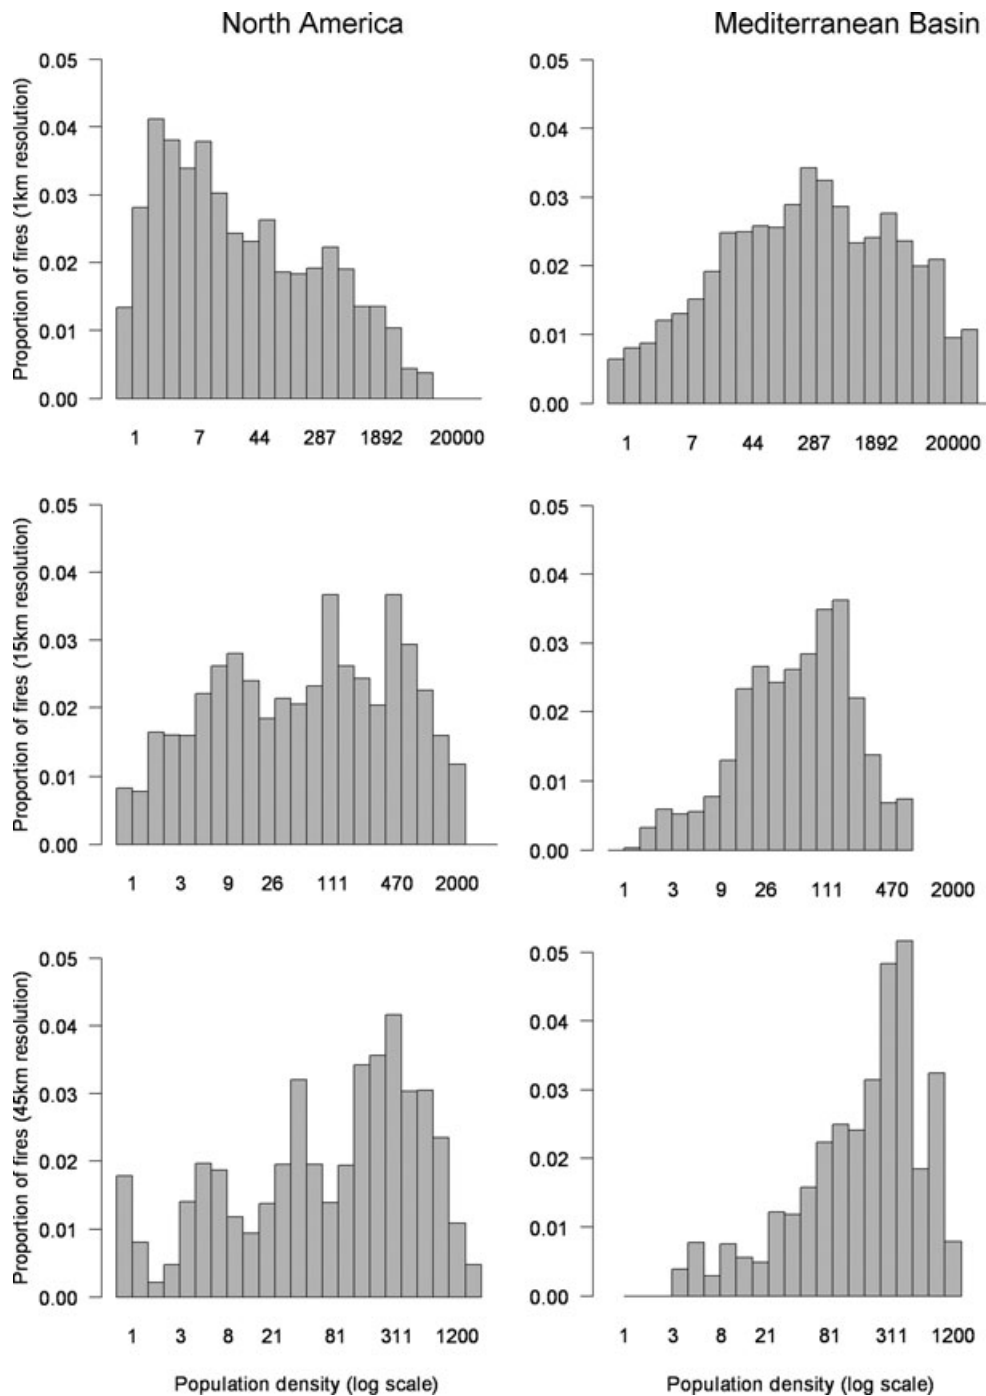 North America
Mediterranean Basin
Proportion of fires (1km resolution)
0.05
0.04
0.03
0.02
0.01
0.00
1 7 44 287 1892 20000
0.05
0.04
0.03
0.02
0.01
0.00
1 7 44 287 1892 20000
Proportion of fires (15km resolution)
0.05
0.04
0.03
0.02
0.01
0.00
1 3 9 26 111 470 2000
0.05
0.04
0.03
0.02
0.01
0.00
1 3 9 26 111 470 2000
Proportion of fires (45km resolution)
0.05
0.04
0.03
0.02
0.01
0.00
1 3 8 21 81 311 1200
Population density (log scale)
0.05
0.04
0.03
0.02
0.01
0.00
1 3 8 21 81 311 1200
Population density (log scale)